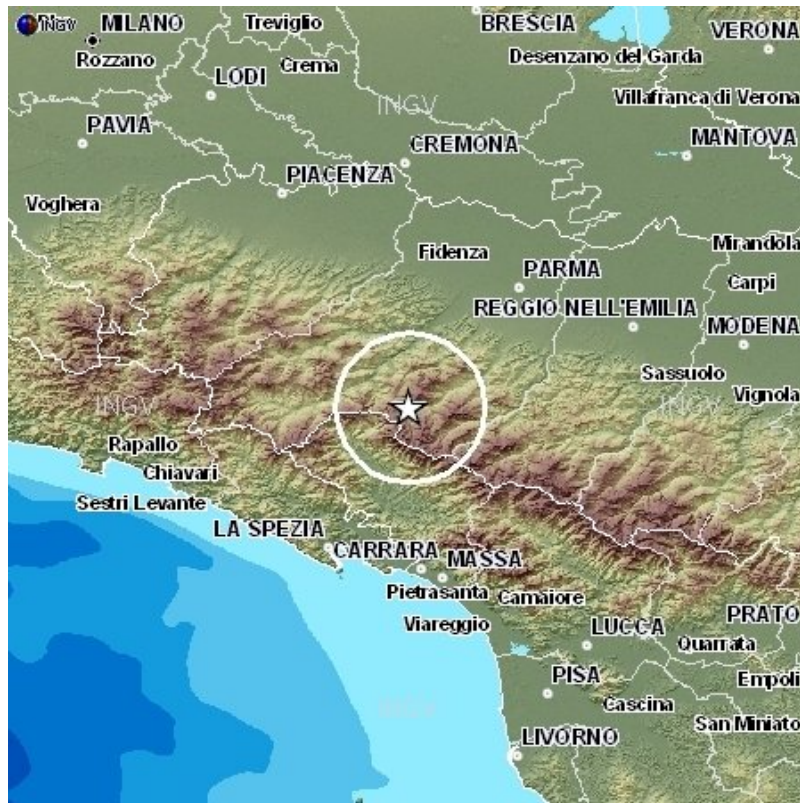 INGV
MILANO
Treviglio
BRESCIA
VERONA
Rozzano
Crema
Desenzano del Garda
LODI
Villafranca di Verona
INGV
PAVIA
CREMONA
MANTOVA
PIACENZA
Voghera
Fidenza
Mirandola
PARMA
Carpi
REGGIO NELL'EMILIA
MODENA
Sassuolo
Vignola
INGV
INGV
Rapallo
Chiavari
Sestri Levante
LA SPEZIA
CARRARA
MASSA
Pietrasanta
Camaiore
PRATO
Viareggio
LUCCA
Quarrata
PISA
Empoli
Cascina
INGV
San Miniato
LIVORNO